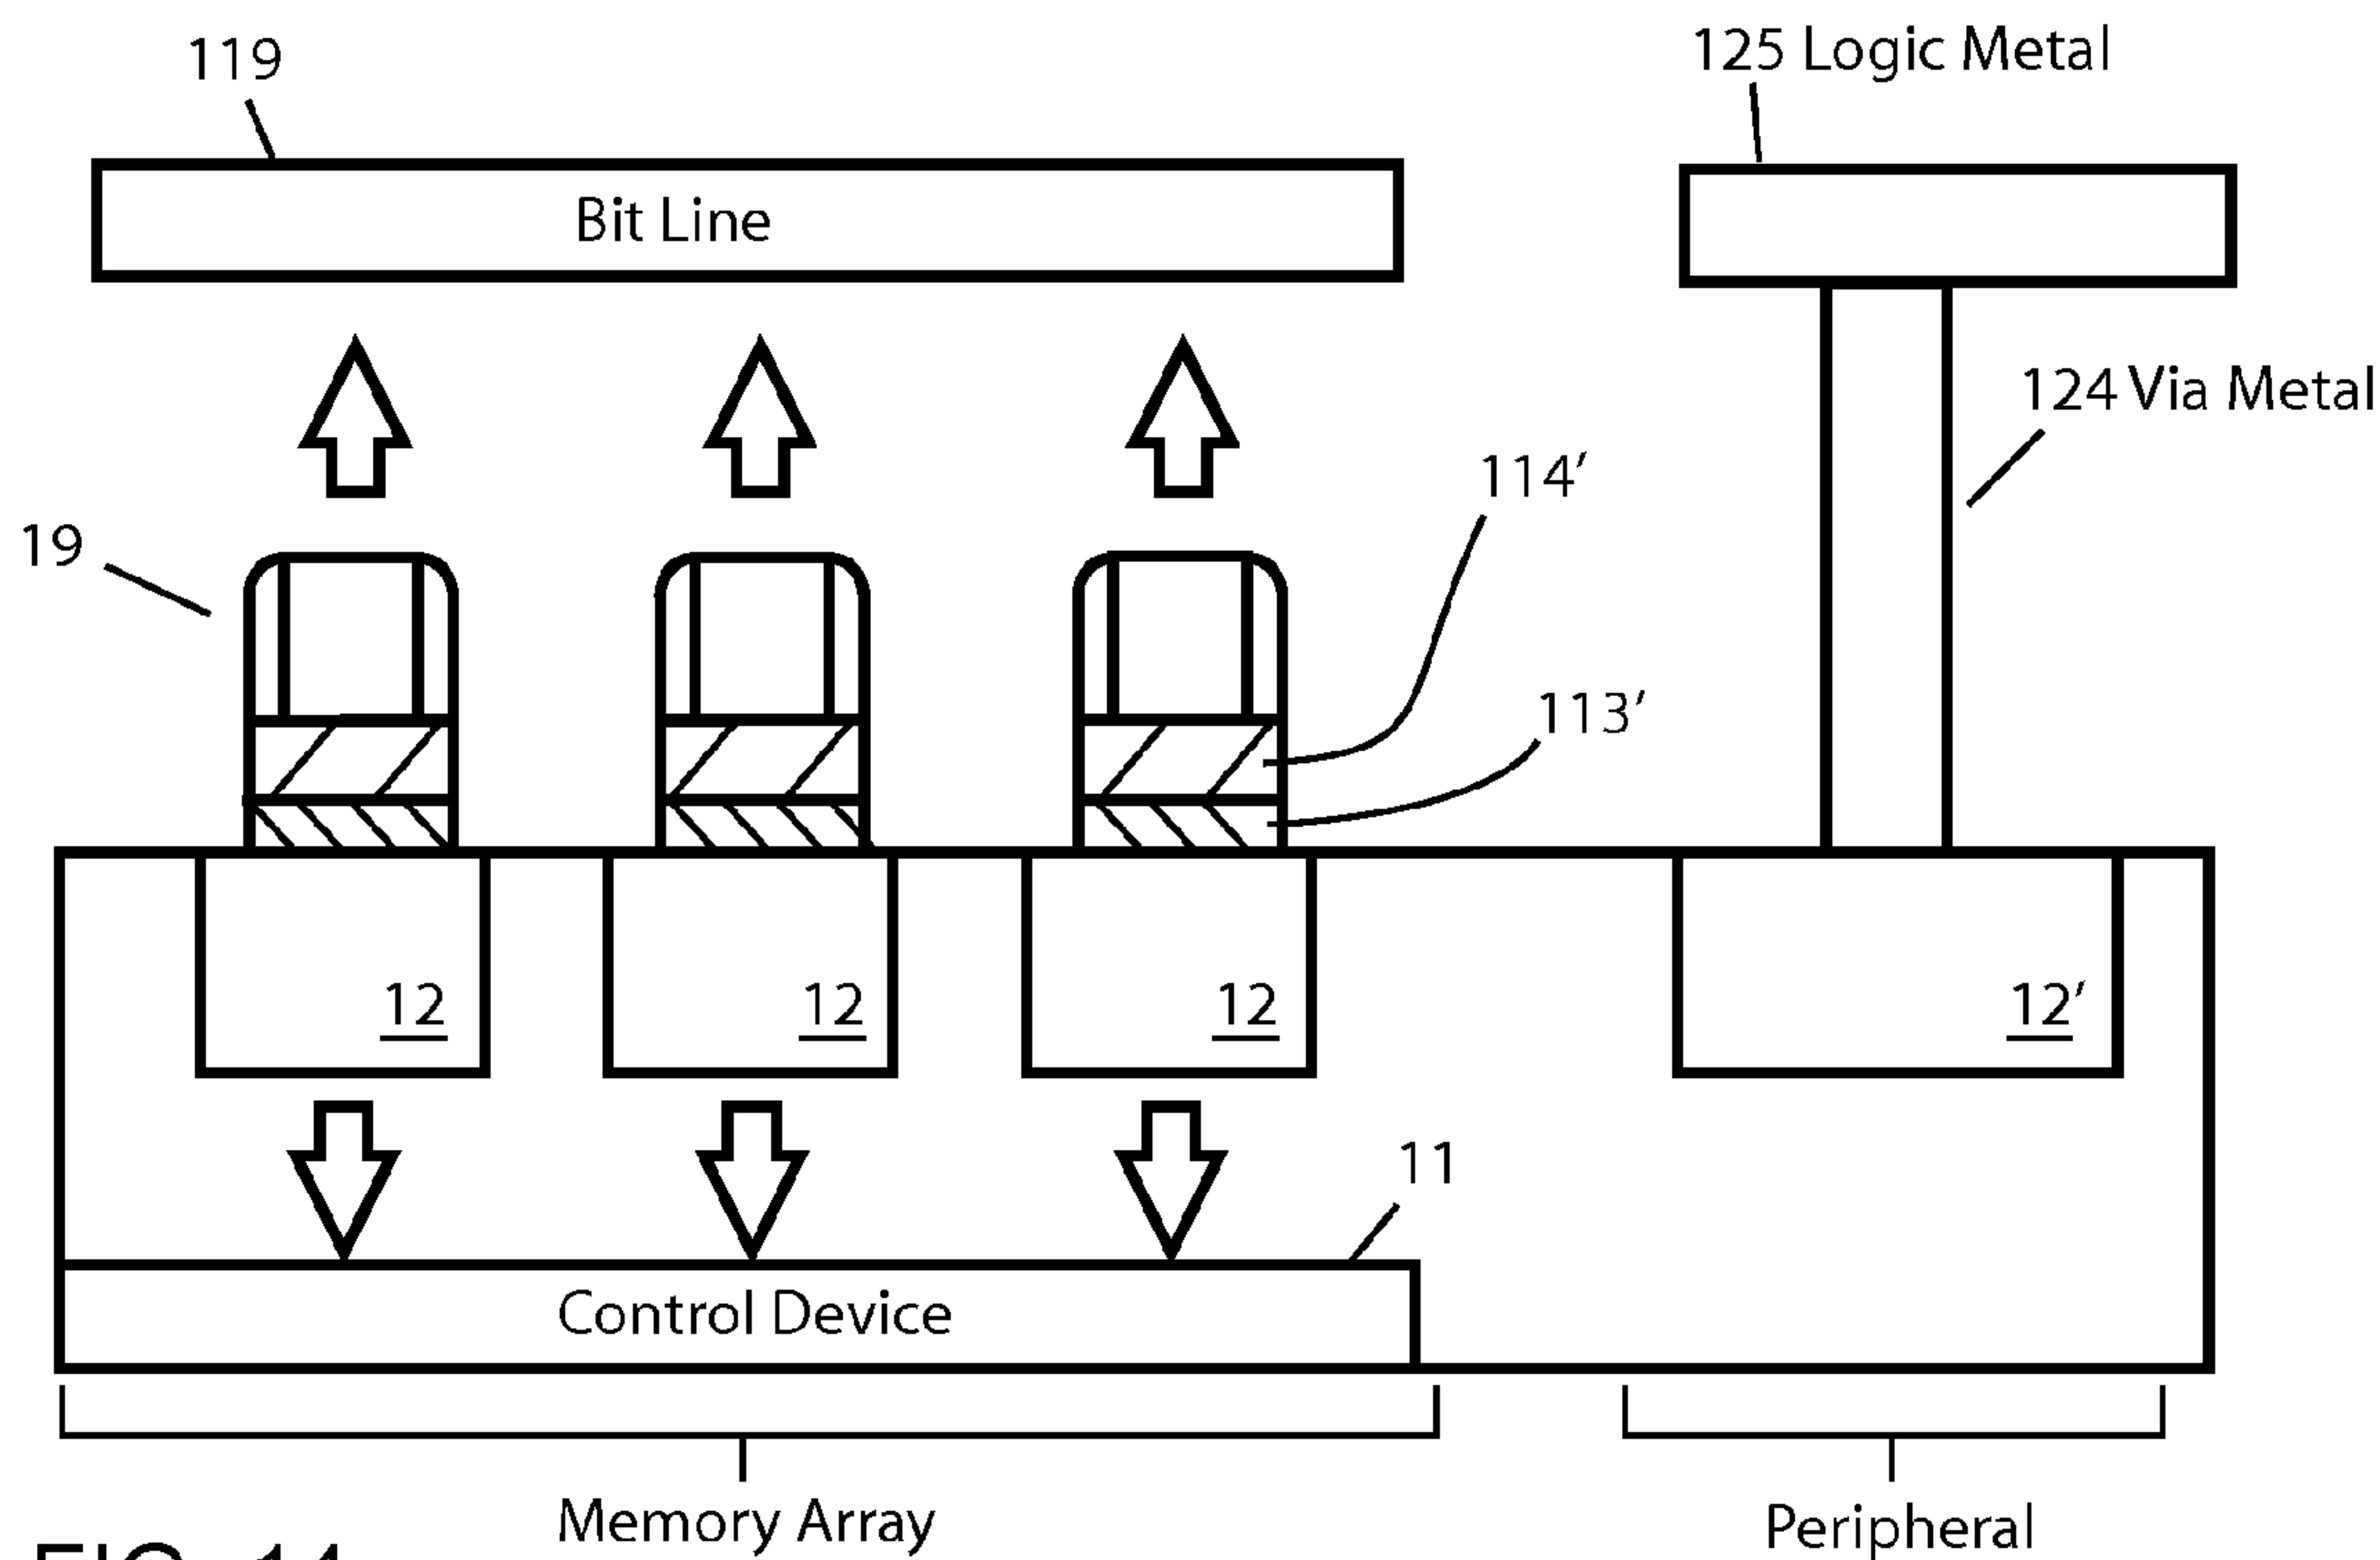 119
125 Logic Metal
Bit Line
124 Via Metal
114′
19
113′
12
12
12
12′
11
Control Device
Memory Array
Peripheral